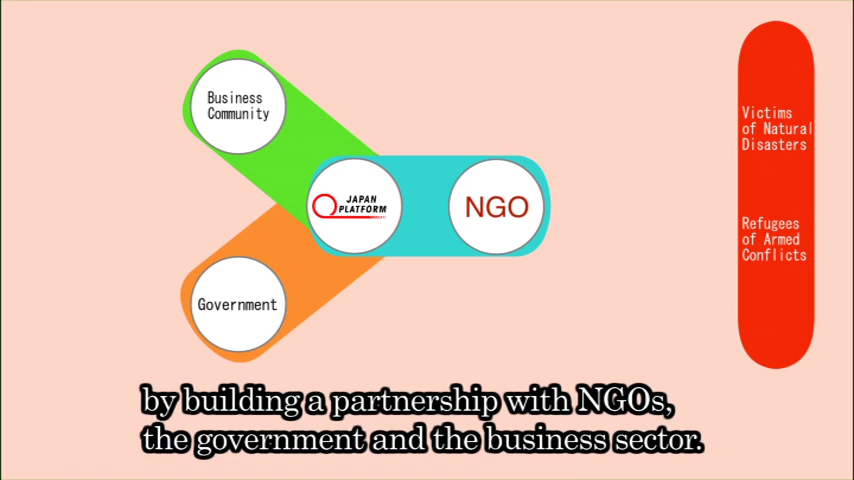 Business
Community
JAPAN
PLATFORM
NGO
Government
Victims
of Natural
Disasters
Refugees
of Armed
Conflicts
by building a partnership with NGOs,
the government and the business sector.